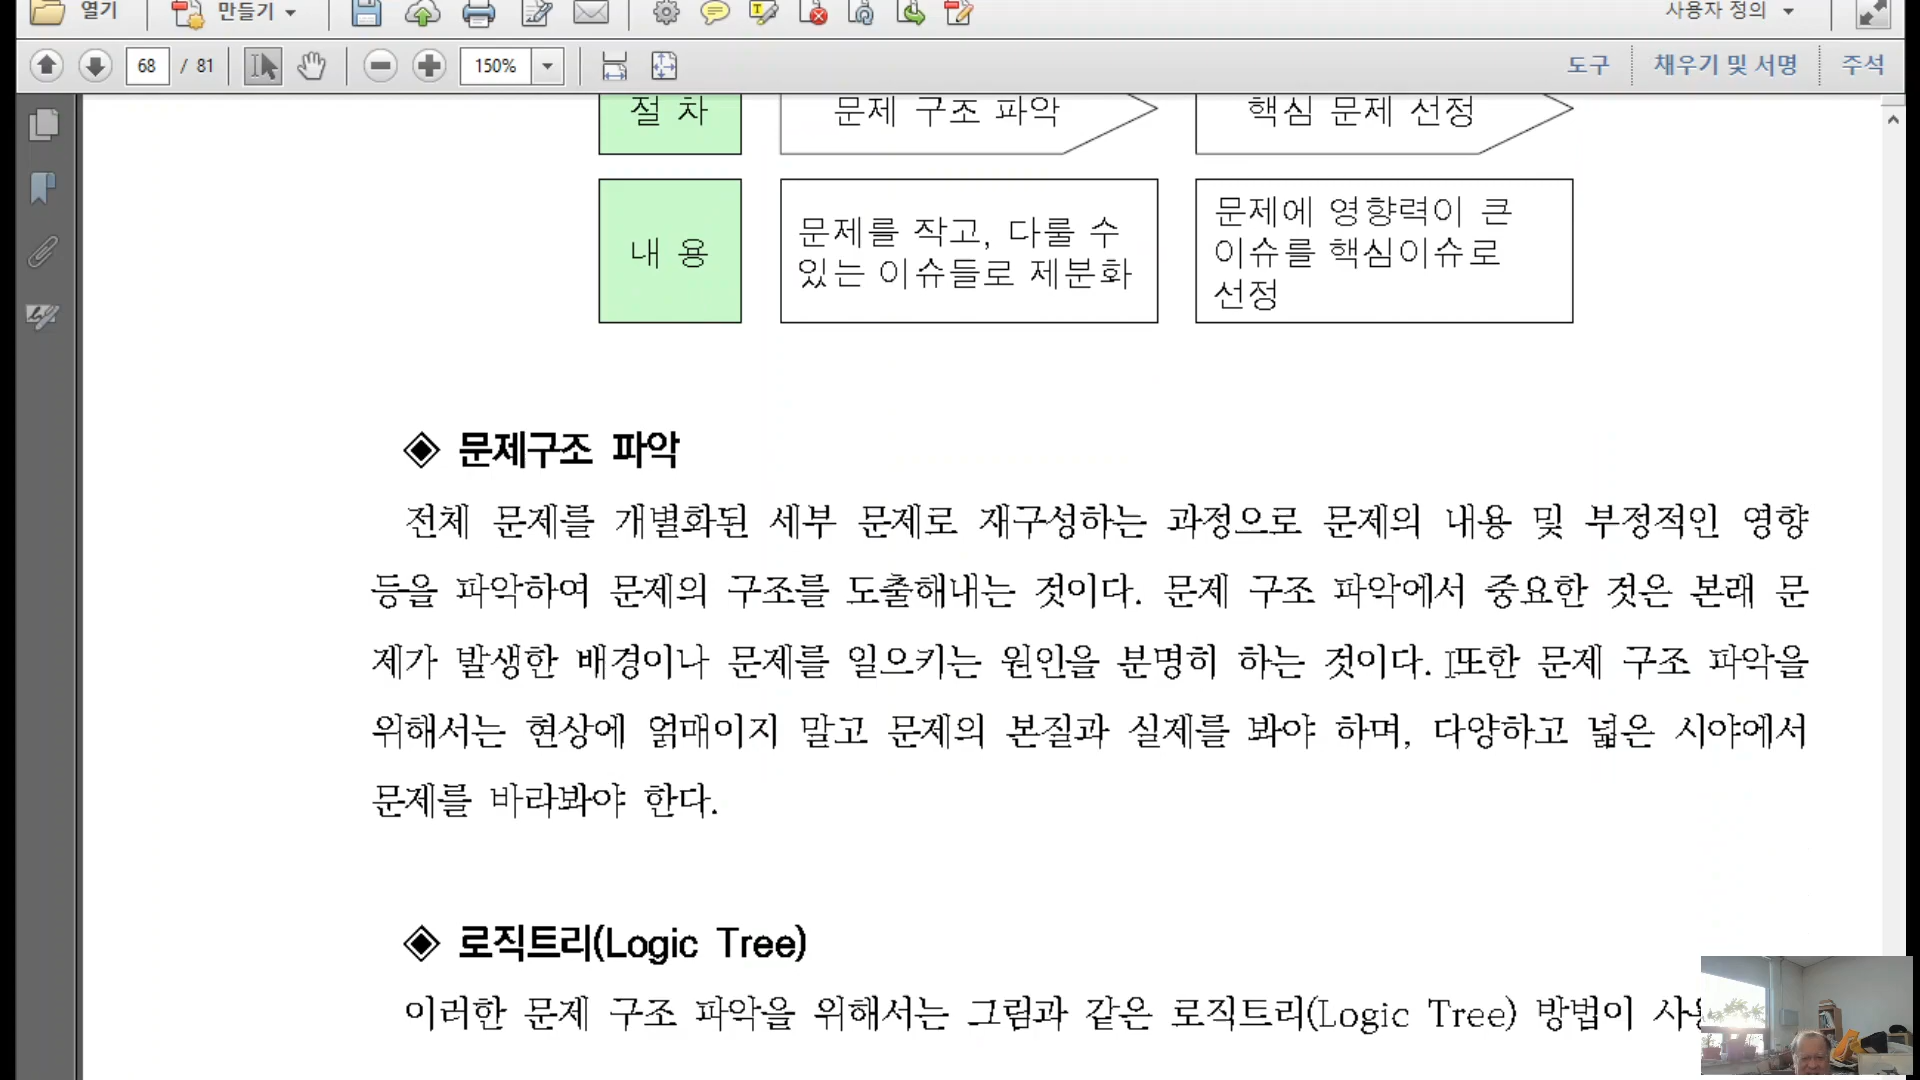 열기 만들기 사용자 정의
68 / 81 150% 도구 채우기 및 서명 주석
절 차 문제 구조 파악 핵심 문제 선정
내 용
문제를 작고, 다룰 수
있는 이슈들로 제분화
문제에 영향력이 큰
이슈를 핵심이슈로
선정
◈ 문제구조 파악
전체 문제를 개별화된 세부 문제로 재구성하는 과정으로 문제의 내용 및 부정적인 영향
등을 파악하여 문제의 구조를 도출해내는 것이다. 문제 구조 파악에서 중요한 것은 본래 문
제가 발생한 배경이나 문제를 일으키는 원인을 분명히 하는 것이다. 또한 문제 구조 파악을
위해서는 현상에 얽매이지 말고 문제의 본질과 실제를 봐야 하며, 다양하고 넓은 시야에서
문제를 바라봐야 한다.
◈ 로직트리(Logic Tree)
이러한 문제 구조 파악을 위해서는 그림과 같은 로직트리(Logic Tree) 방법이